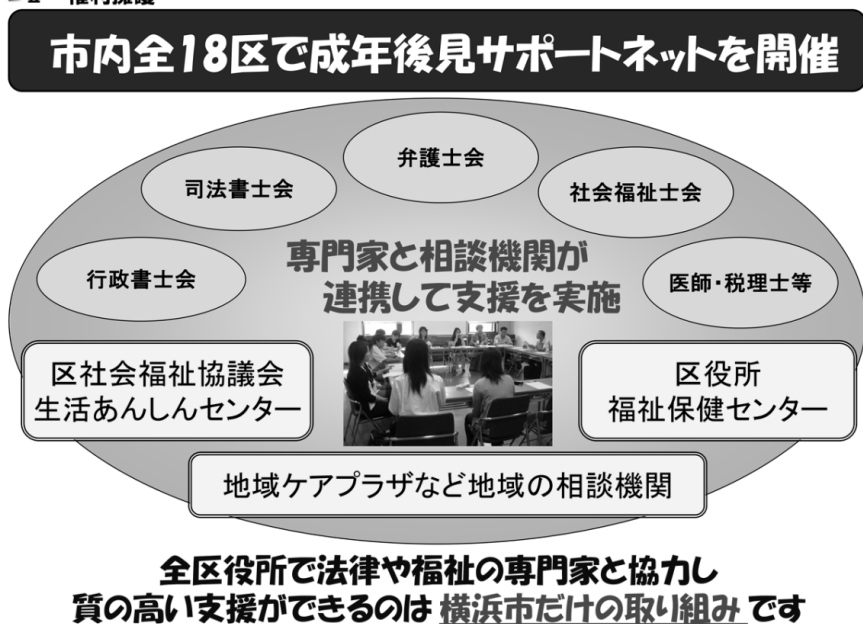 権利擁護
市内全18区で成年後見サポートネットを開催
弁護士会
司法書士会
社会福祉士会
行政書士会
医師・税理士等
専門家と相談機関が
連携して支援を実施
区社会福祉協議会
生活あんしんセンター
区役所
福祉保健センター
地域ケアプラザなど地域の相談機関
全区役所で法律や福祉の専門家と協力し
質の高い支援ができるのは 横浜市だけの取り組み です